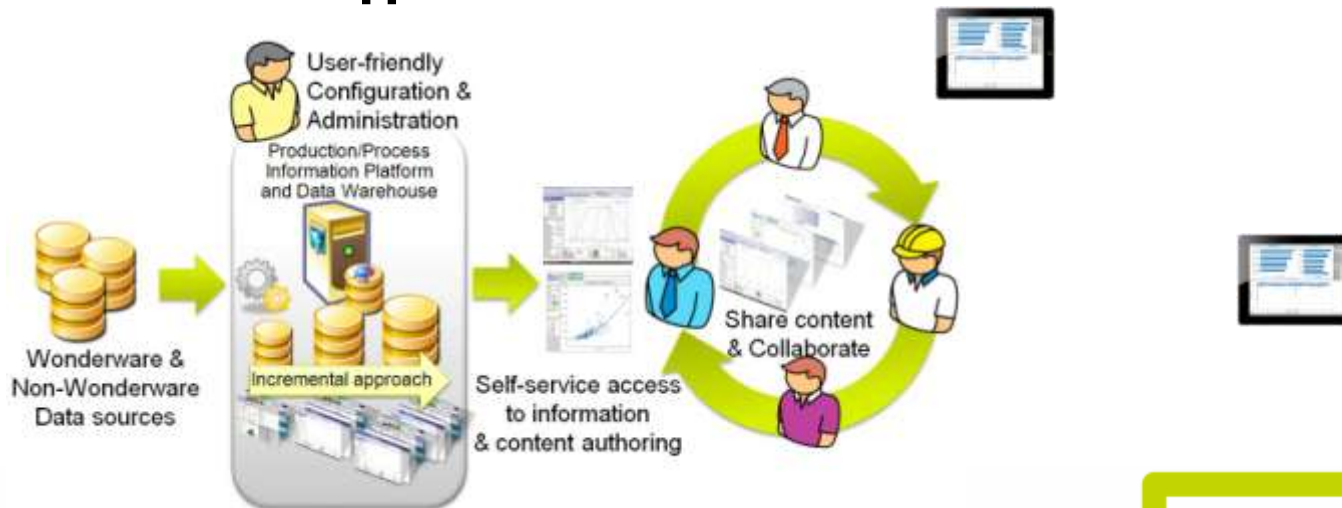 User-friendly
Configuration &
Administration
Production/Process
Information Platform
and Data Warehouse
Wonderware &
Non-Wonderware
Data sources
Incremental approach
Self-service access
to information
& content authoring
Share content
& Collaborate